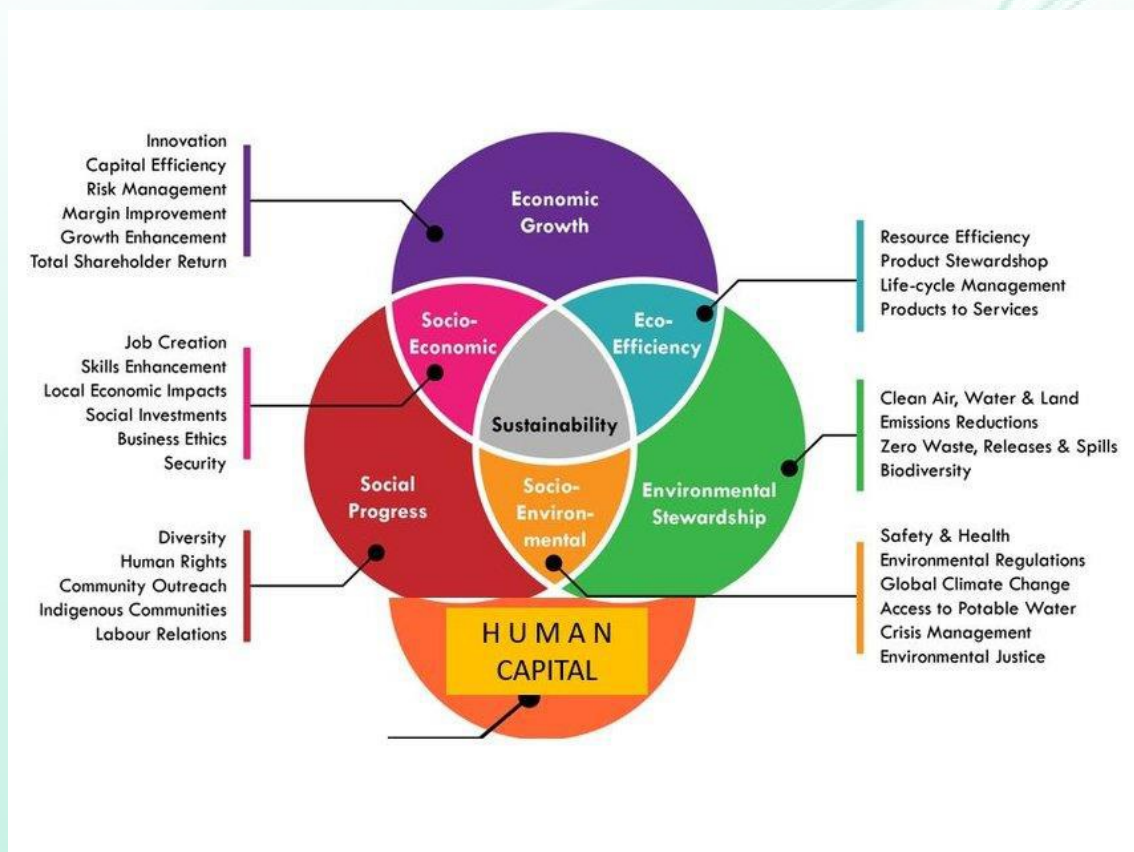 Innovation
Capital Efficiency
Risk Management
Margin Improvement
Growth Enhancement
Total Shareholder Return
Job Creation
Skills Enhancement
Local Economic Impacts
Social Investments
Business Ethics
Security
Diversity
Human Rights
Community Outreach
Indigenous Communities
Labour Relations
Economic
Growth
Socio-
Economic
Eco-
Efficiency
Sustainability
Social
Progress
Socio-
Environ-
mental
Environmental
Stewardship
H U M A N
CAPITAL
Resource Efficiency
Product Stewardshop
Life-cycle Management
Products to Services
Clean Air, Water & Land
Emissions Reductions
Zero Waste, Releases & Spills
Biodiversity
Safety & Health
Environmental Regulations
Global Climate Change
Access to Potable Water
Crisis Management
Environmental Justice